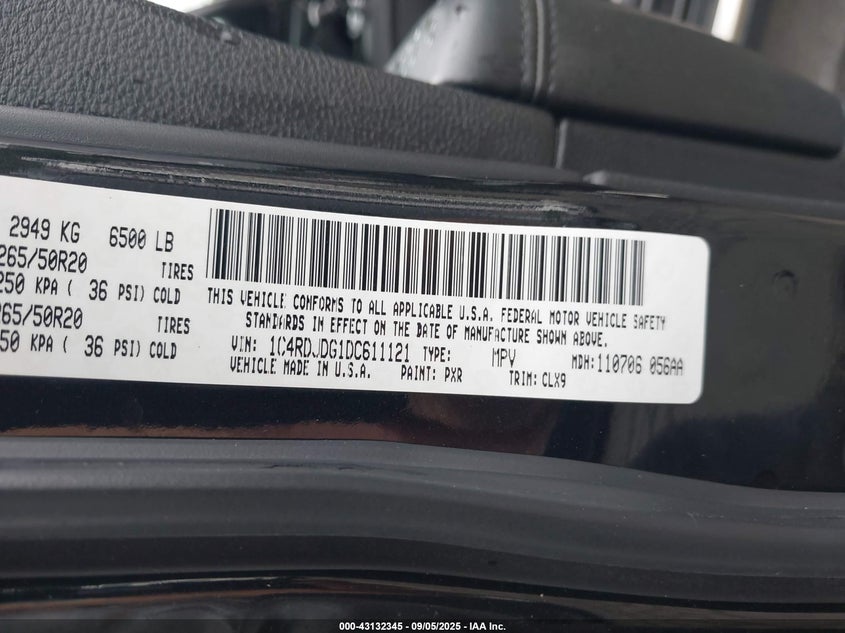 2949 KG 6500 LB
265/50R20 TIRES
250 KPA ( 36 PSI) COLD
265/50R20 TIRES
50 KPA ( 36 PSI) COLD
THIS VEHICLE CONFORMS TO ALL APPLICABLE U.S.A. FEDERAL MOTOR VEHICLE SAFETY
STANDARDS IN EFFECT ON THE DATE OF MANUFACTURE SHOWN ABOVE.
VIN: 1C4RDJDG1DC611121 TYPE: MPV MDH:110706 056AA
VEHICLE MADE IN U.S.A. PAINT: PXR TRIM: CLX9
000-43132345 - 09/05/2025 - IAA Inc.